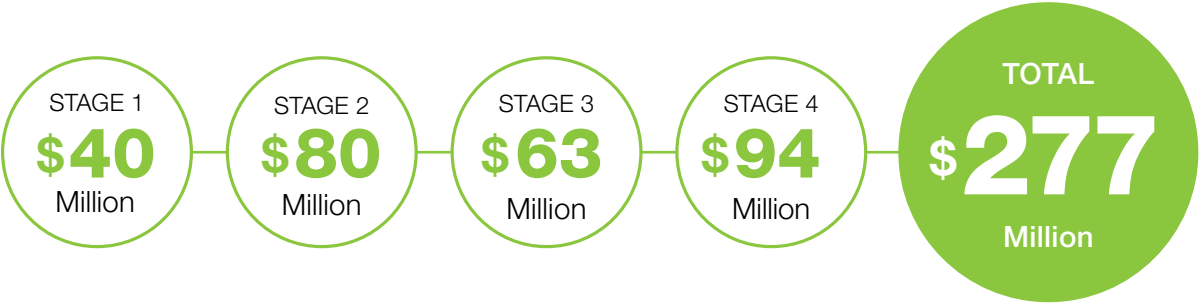 STAGE 1
$40
Million
STAGE 2
$80
Million
STAGE 3
$63
Million
STAGE 4
$94
Million
TOTAL
$277
Million